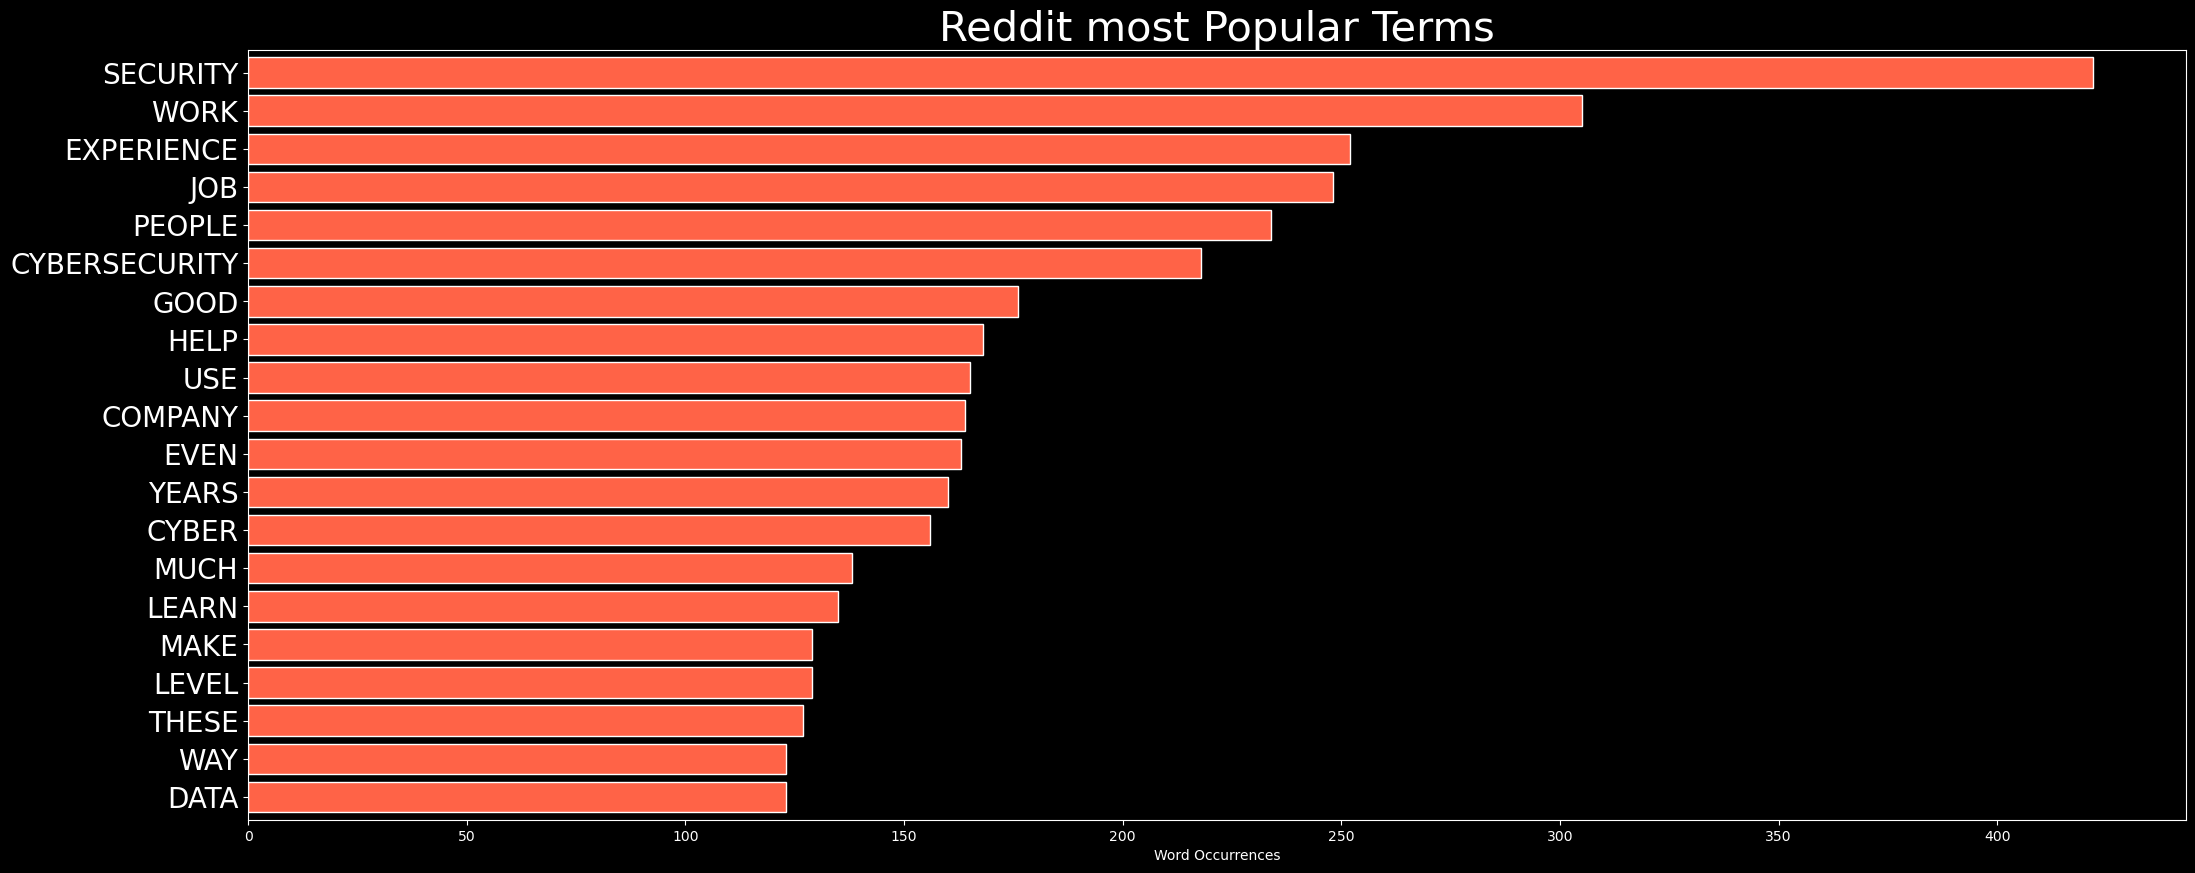 Reddit most Popular Terms
SECURITY
WORK
EXPERIENCE
JOB
PEOPLE
CYBERSECURITY
GOOD
HELP
USE
COMPANY
EVEN
YEARS
CYBER
MUCH
LEARN
MAKE
LEVEL
THESE
WAY
DATA
0 50 100 150 200 250 300 350 400
Word Occurrences